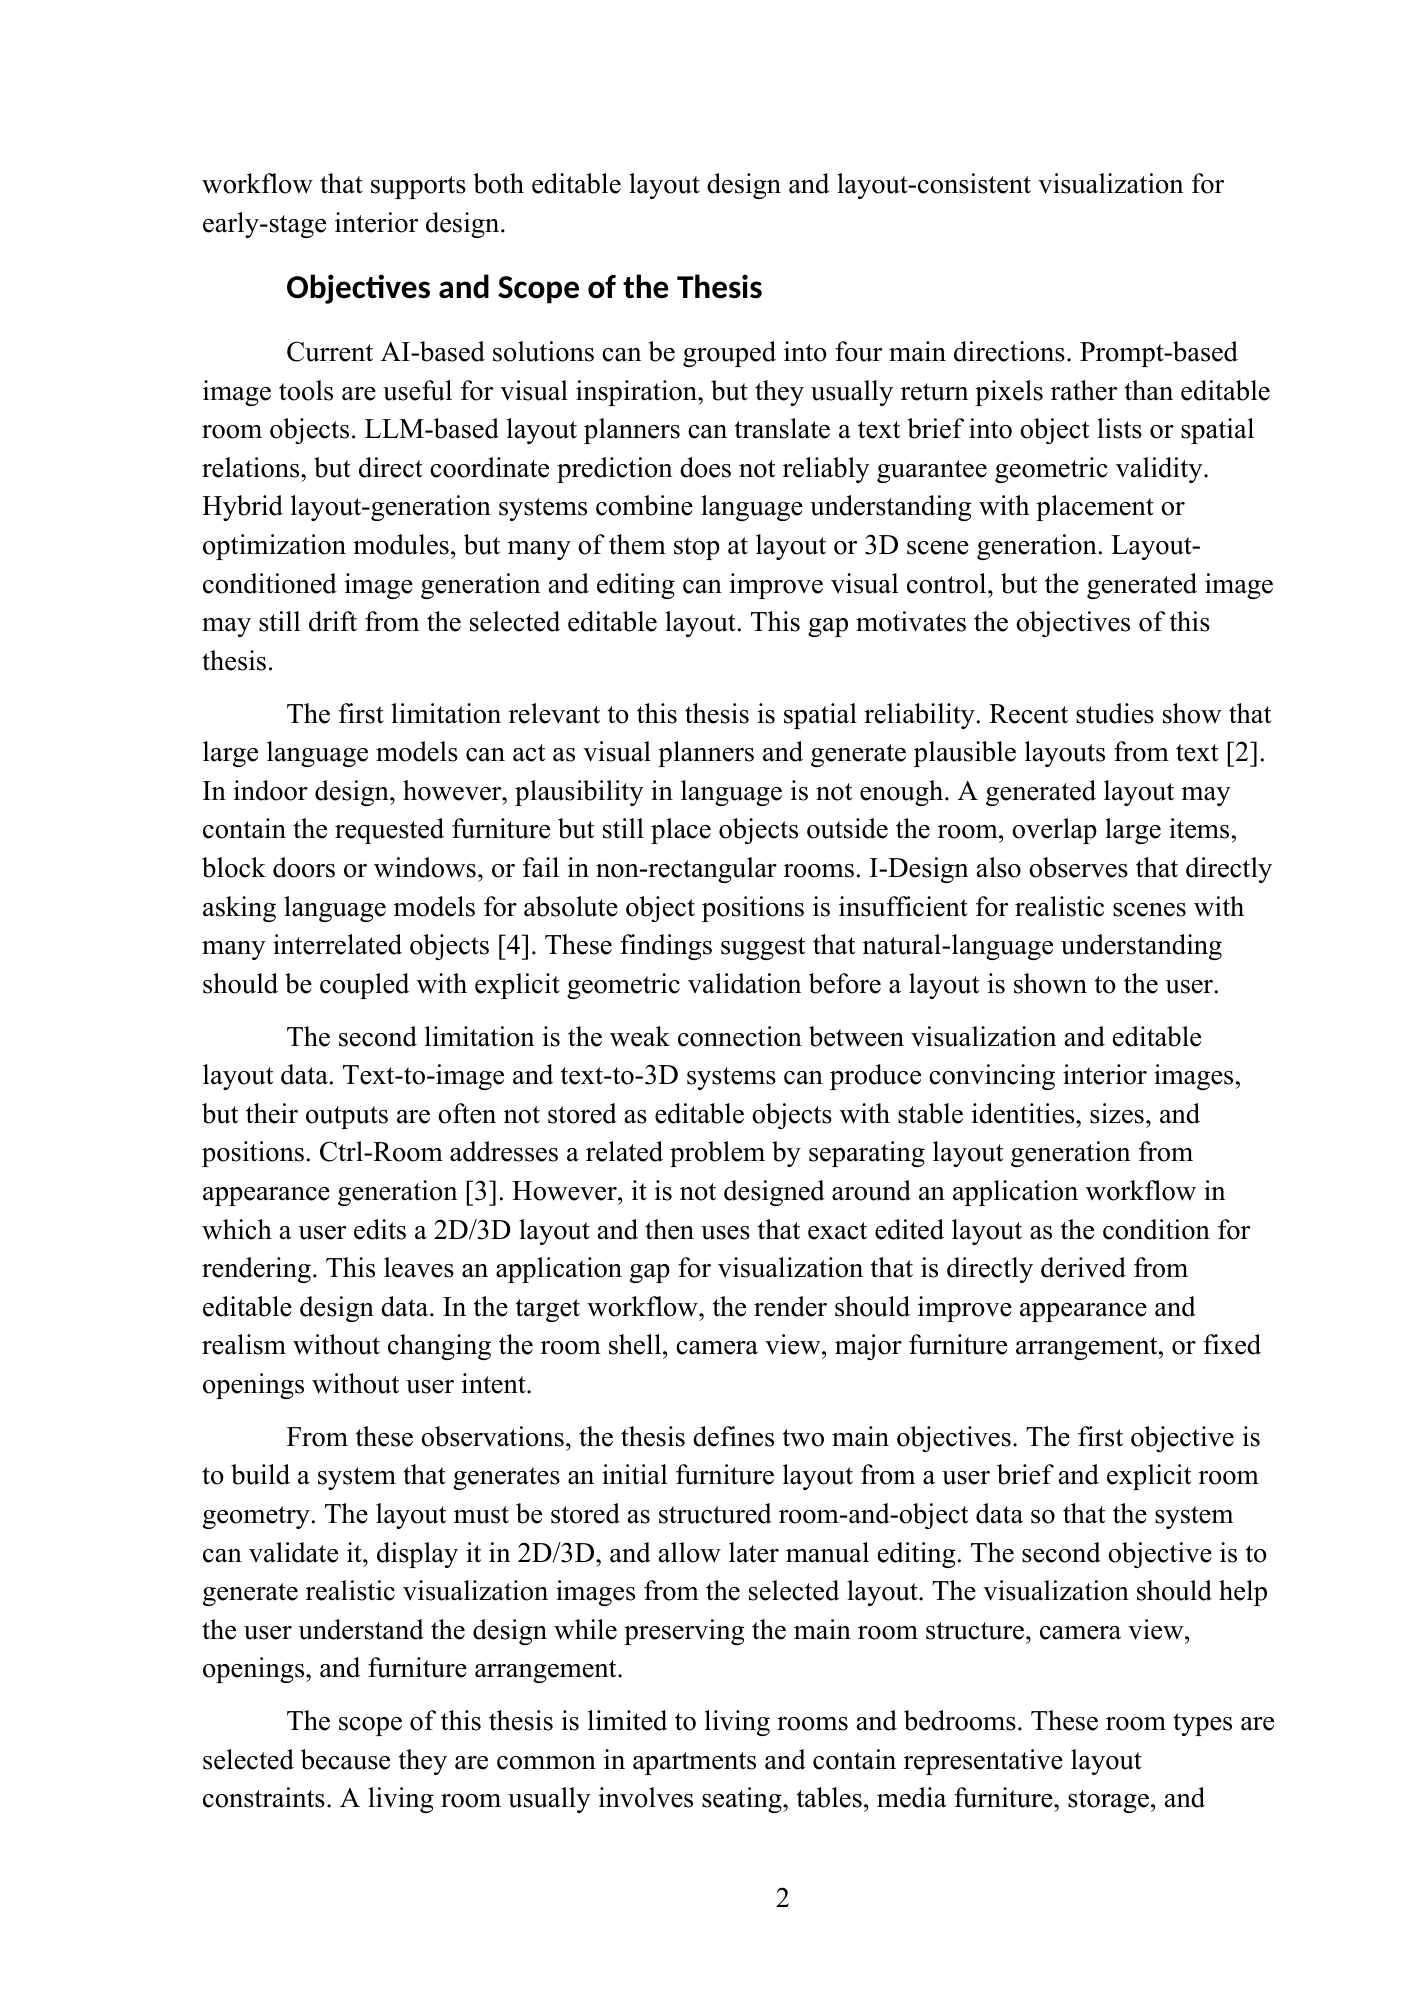 workflow that supports both editable layout design and layout-consistent visualization for
early-stage interior design.
Objectives and Scope of the Thesis
Current AI-based solutions can be grouped into four main directions. Prompt-based
image tools are useful for visual inspiration, but they usually return pixels rather than editable
room objects. LLM-based layout planners can translate a text brief into object lists or spatial
relations, but direct coordinate prediction does not reliably guarantee geometric validity.
Hybrid layout-generation systems combine language understanding with placement or
optimization modules, but many of them stop at layout or 3D scene generation. Layout-
conditioned image generation and editing can improve visual control, but the generated image
may still drift from the selected editable layout. This gap motivates the objectives of this
thesis.
The first limitation relevant to this thesis is spatial reliability. Recent studies show that
large language models can act as visual planners and generate plausible layouts from text [2].
In indoor design, however, plausibility in language is not enough. A generated layout may
contain the requested furniture but still place objects outside the room, overlap large items,
block doors or windows, or fail in non-rectangular rooms. I-Design also observes that directly
asking language models for absolute object positions is insufficient for realistic scenes with
many interrelated objects [4]. These findings suggest that natural-language understanding
should be coupled with explicit geometric validation before a layout is shown to the user.
The second limitation is the weak connection between visualization and editable
layout data. Text-to-image and text-to-3D systems can produce convincing interior images,
but their outputs are often not stored as editable objects with stable identities, sizes, and
positions. Ctrl-Room addresses a related problem by separating layout generation from
appearance generation [3]. However, it is not designed around an application workflow in
which a user edits a 2D/3D layout and then uses that exact edited layout as the condition for
rendering. This leaves an application gap for visualization that is directly derived from
editable design data. In the target workflow, the render should improve appearance and
realism without changing the room shell, camera view, major furniture arrangement, or fixed
openings without user intent.
From these observations, the thesis defines two main objectives. The first objective is
to build a system that generates an initial furniture layout from a user brief and explicit room
geometry. The layout must be stored as structured room-and-object data so that the system
can validate it, display it in 2D/3D, and allow later manual editing. The second objective is to
generate realistic visualization images from the selected layout. The visualization should help
the user understand the design while preserving the main room structure, camera view,
openings, and furniture arrangement.
The scope of this thesis is limited to living rooms and bedrooms. These room types are
selected because they are common in apartments and contain representative layout
constraints. A living room usually involves seating, tables, media furniture, storage, and
2